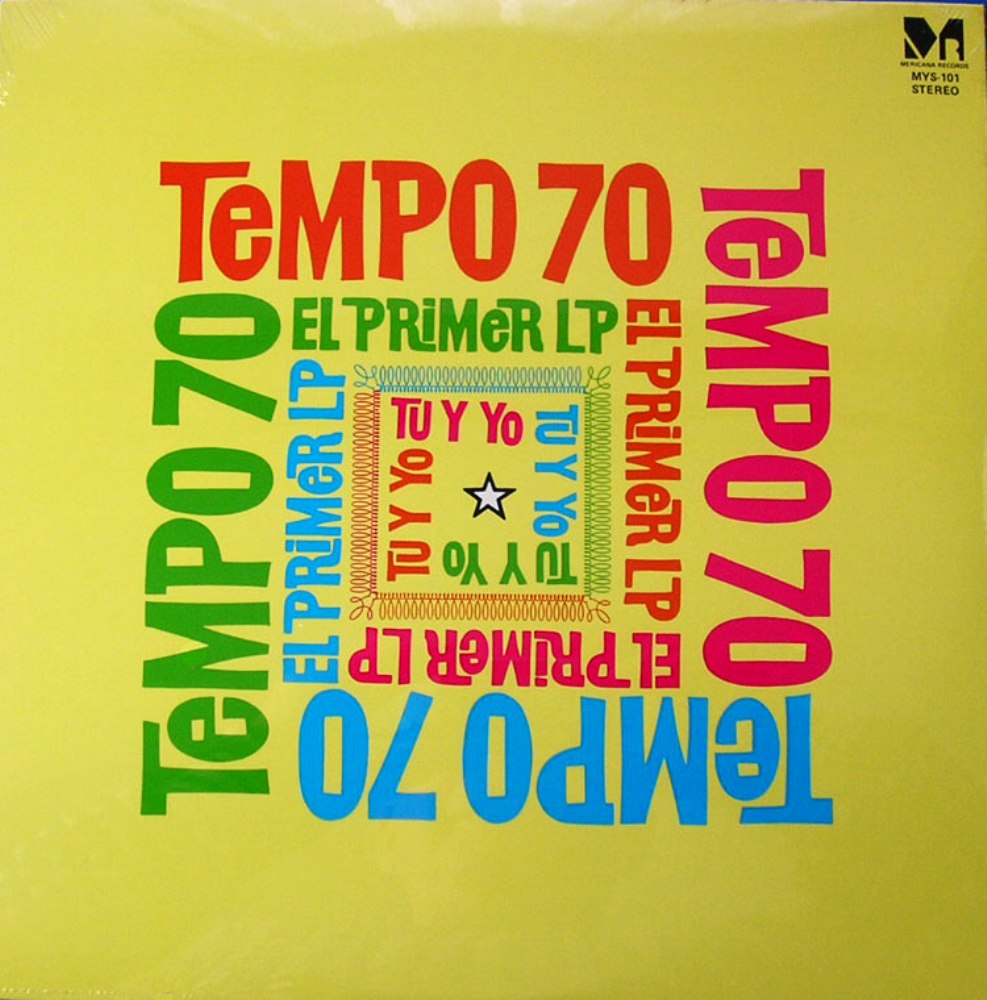 MR
MERICANA RECORDS
MYS-101
STEREO
TeMPO 70
TeMPO 70
TeMPO 70
TeMPO 70
EL PRiMeR LP
EL PRiMeR LP
EL PRiMeR LP
EL PRiMeR LP
TU Y Yo
TU Y Yo
TU Y Yo
TU Y Yo